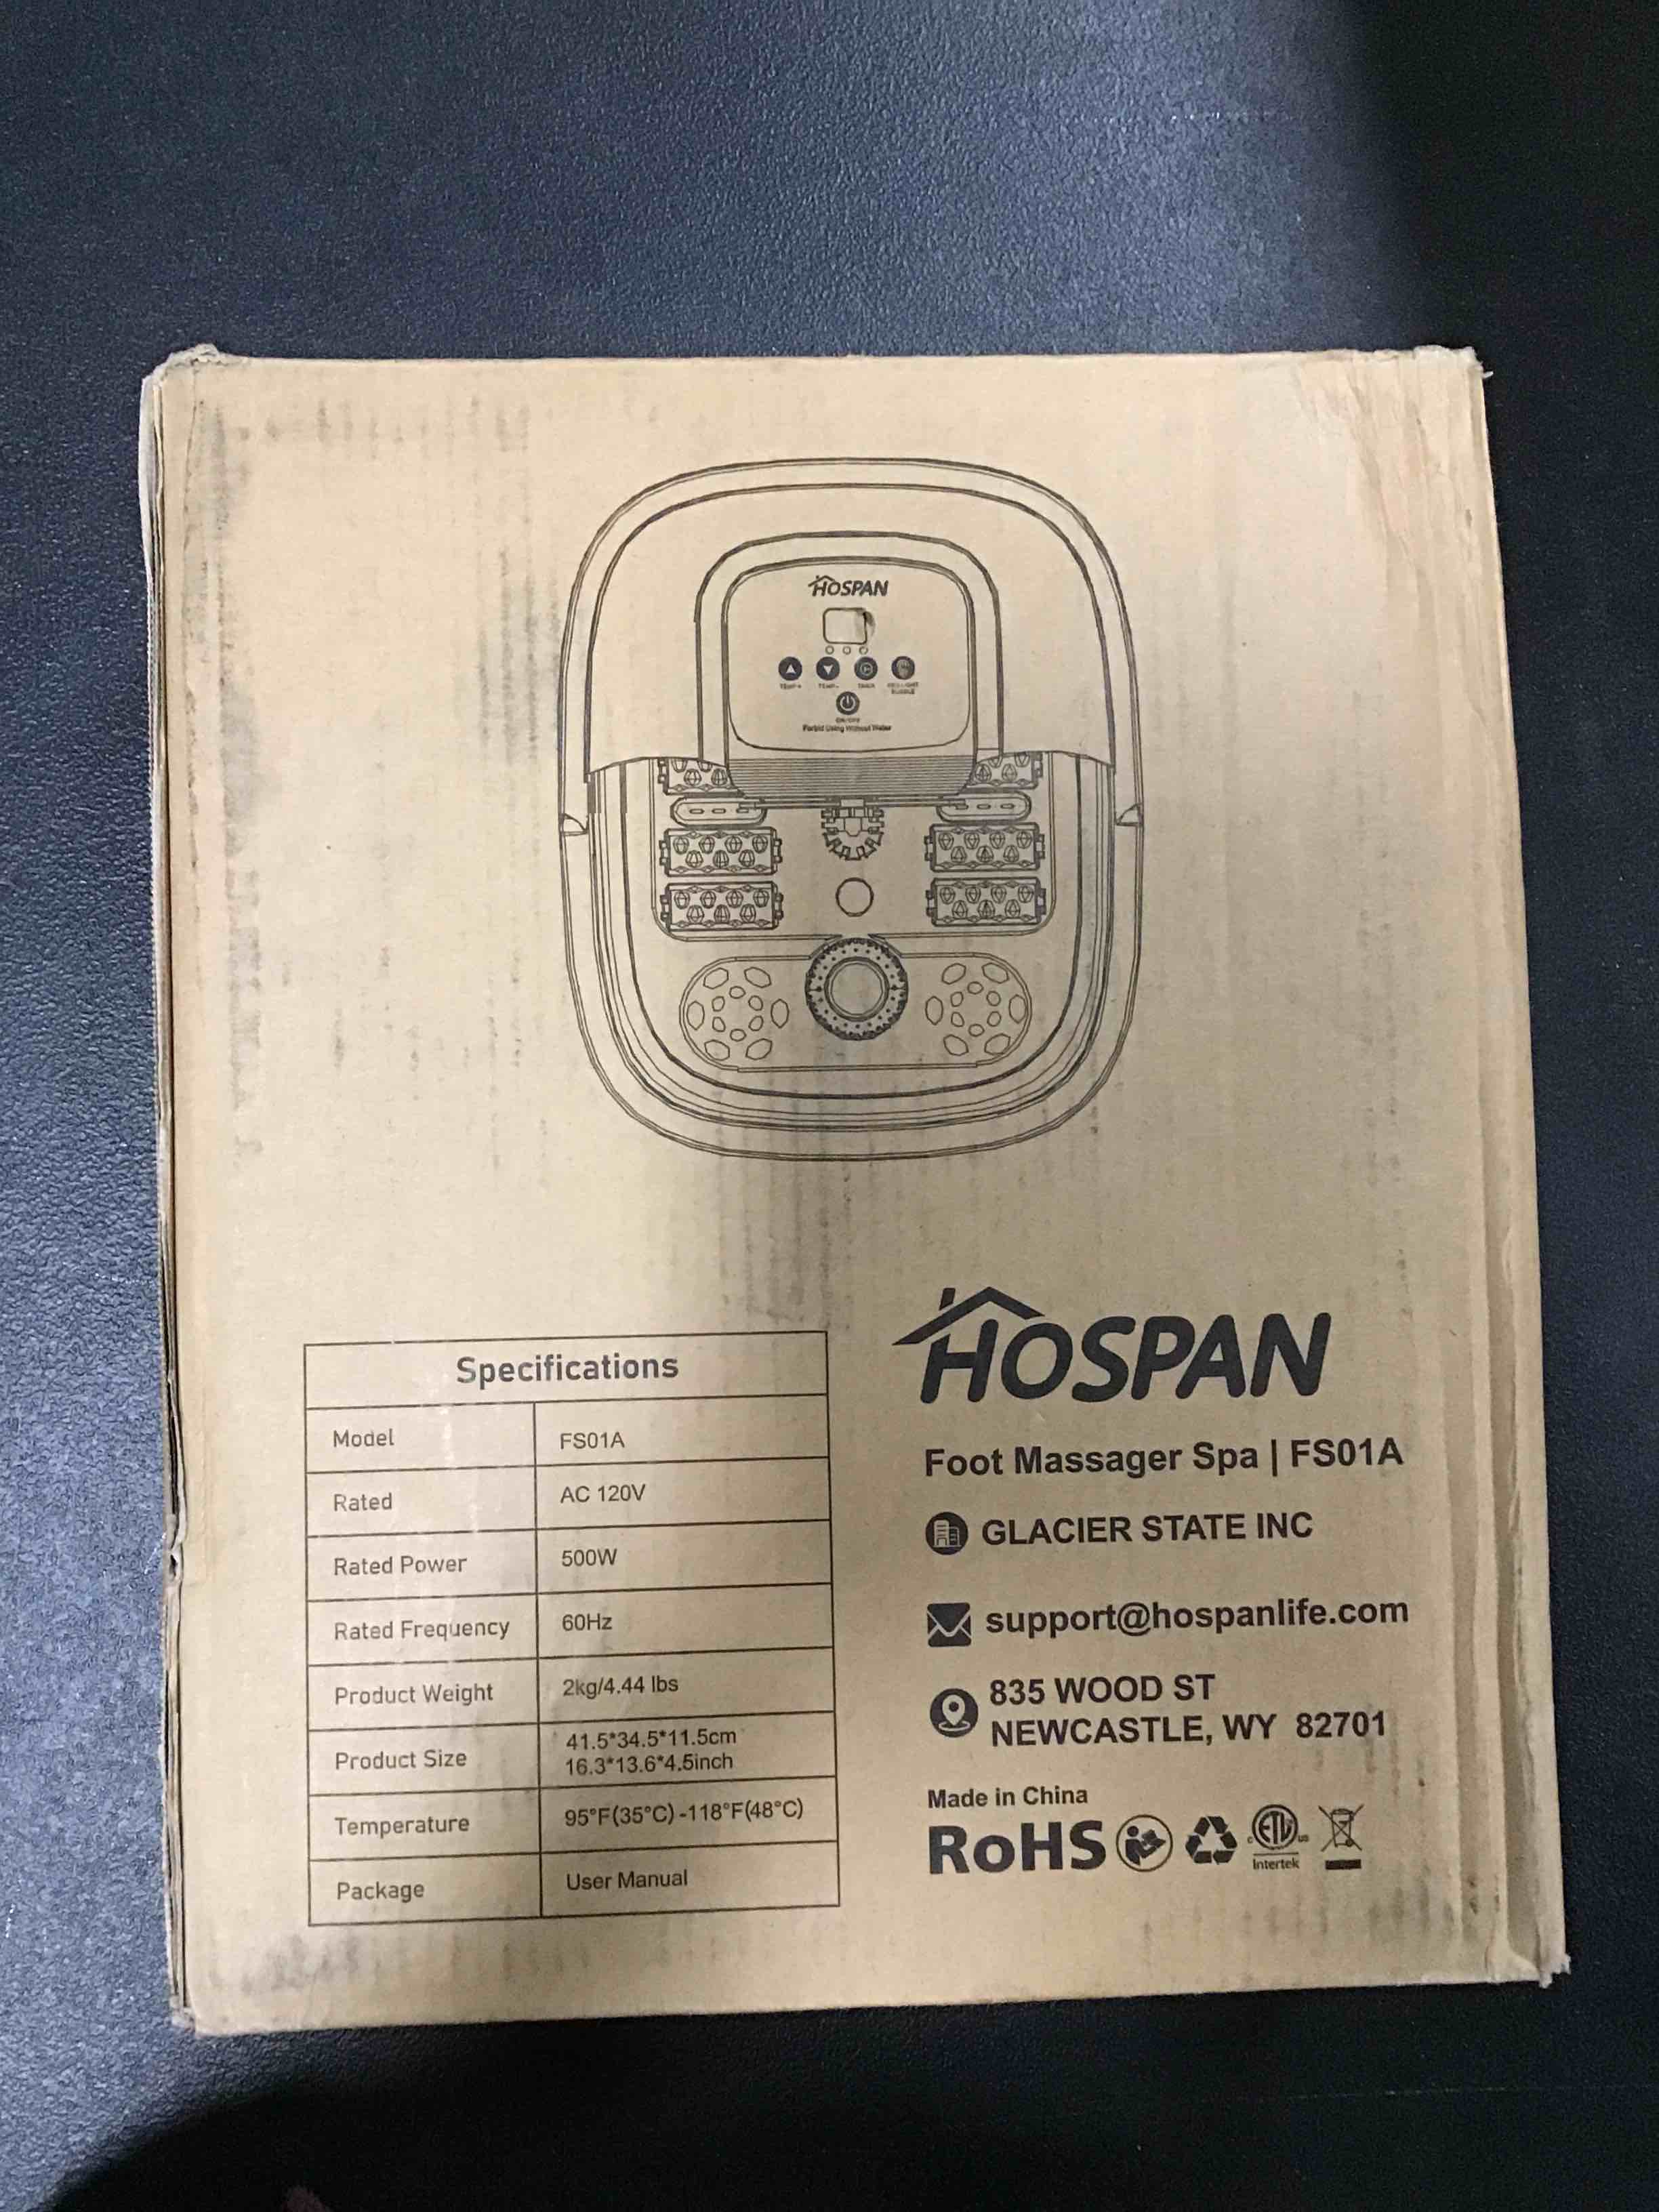 HOSPAN
TEMP+ TEMP-
ON/OFF
Forbid Using Without Water
Specifications
Model FS01A
Rated AC 120V
Rated Power 500W
Rated Frequency 60Hz
Product Weight 2kg/4.44 lbs
Product Size 41.5*34.5*11.5cm
16.3*13.6*4.5inch
Temperature 95°F(35°C) -118°F(48°C)
Package User Manual
HOSPAN
Foot Massager Spa | FS01A
GLACIER STATE INC
support@hospanlife.com
835 WOOD ST
NEWCASTLE, WY 82701
Made in China
RoHS
c ETL us
Intertek